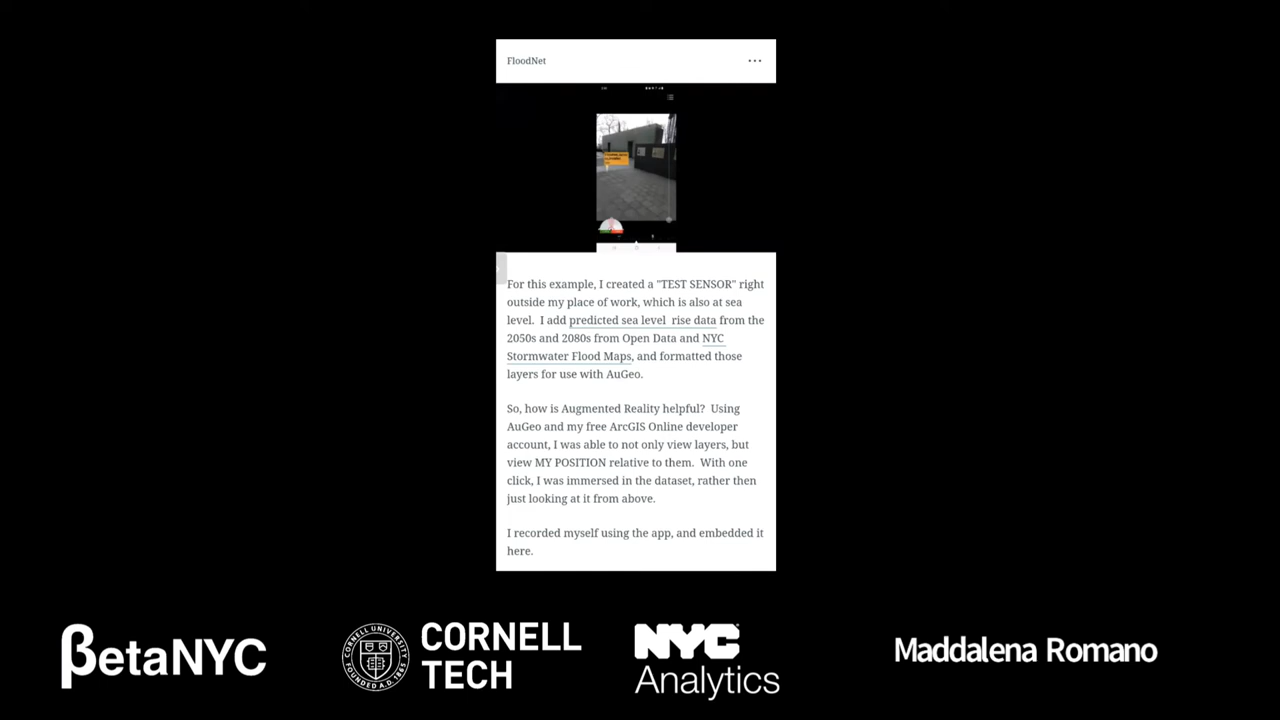 FloodNet
For this example, I created a "TEST SENSOR" right
outside my place of work, which is also at sea
level.  I add predicted sea level  rise data from the
2050s and 2080s from Open Data and NYC
Stormwater Flood Maps, and formatted those
layers for use with AuGeo.
So, how is Augmented Reality helpful?  Using
AuGeo and my free ArcGIS Online developer
account, I was able to not only view layers, but
view MY POSITION relative to them.  With one
click, I was immersed in the dataset, rather then
just looking at it from above.
I recorded myself using the app, and embedded it
here.
βetaNYC
CORNELL UNIVERSITY
FOUNDED A.D. 1865
CORNELL
TECH
NYC
Analytics
Maddalena Romano